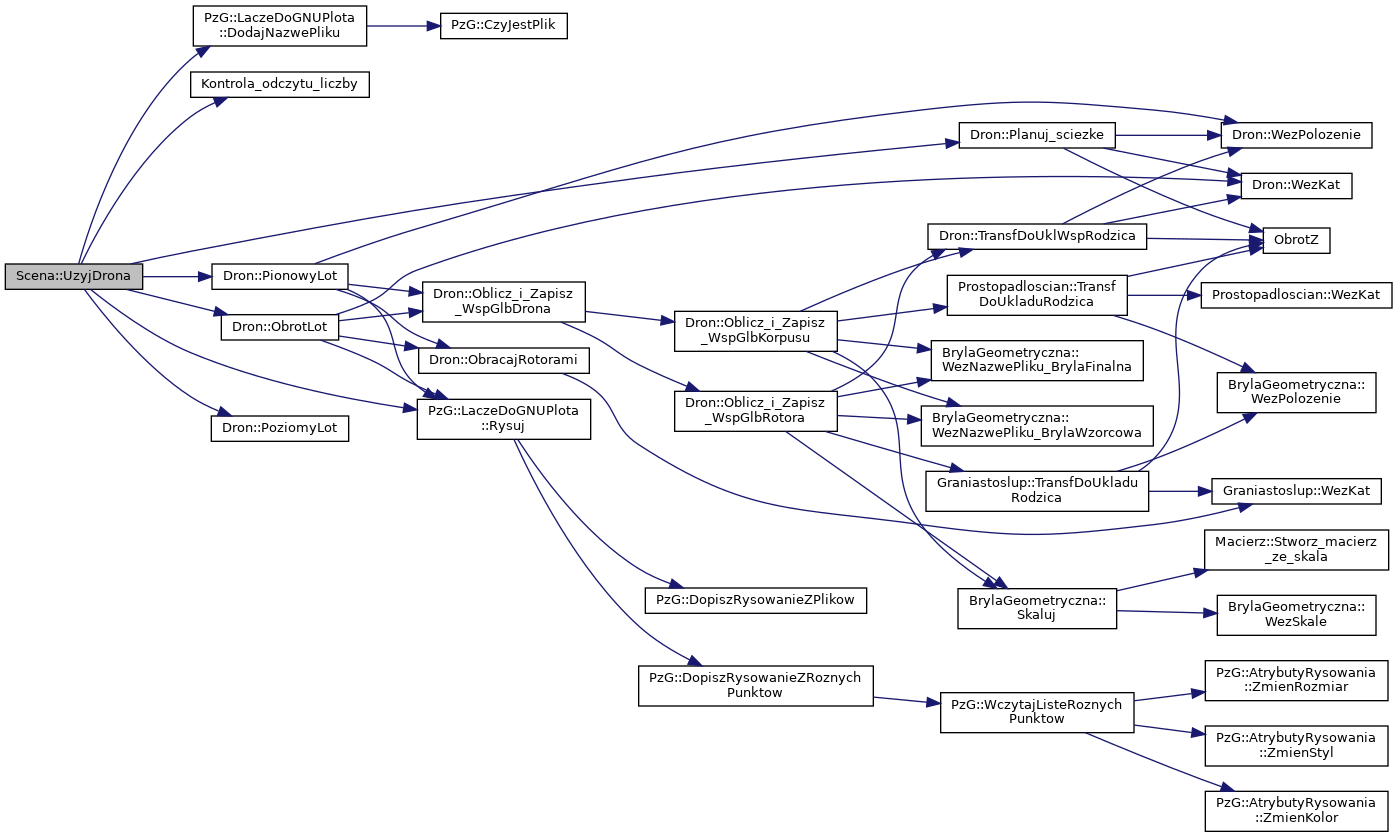 PzG::LaczeDoGNUPlota
::DodajNazwePliku
PzG::CzyJestPlik
Kontrola_odczytu_liczby
Dron::Planuj_sciezke
Dron::WezPolozenie
Dron::WezKat
Dron::TransfDoUklWspRodzica
ObrotZ
Scena::UzyjDrona
Dron::PionowyLot
Dron::Oblicz_i_Zapisz
_WspGlbDrona
Prostopadloscian::Transf
DoUkladuRodzica
Prostopadloscian::WezKat
Dron::ObrotLot
Dron::Oblicz_i_Zapisz
_WspGlbKorpusu
Dron::ObracajRotorami
BrylaGeometryczna::
WezNazwePliku_BrylaFinalna
BrylaGeometryczna::
WezPolozenie
PzG::LaczeDoGNUPlota
::Rysuj
Dron::Oblicz_i_Zapisz
_WspGlbRotora
BrylaGeometryczna::
WezNazwePliku_BrylaWzorcowa
Dron::PoziomyLot
Graniastoslup::TransfDoUkladu
Rodzica
Graniastoslup::WezKat
Macierz::Stworz_macierz
_ze_skala
PzG::DopiszRysowanieZPlikow
BrylaGeometryczna::
Skaluj
BrylaGeometryczna::
WezSkale
PzG::DopiszRysowanieZRoznych
Punktow
PzG::AtrybutyRysowania
::ZmienRozmiar
PzG::WczytajListeRoznych
Punktow
PzG::AtrybutyRysowania
::ZmienStyl
PzG::AtrybutyRysowania
::ZmienKolor